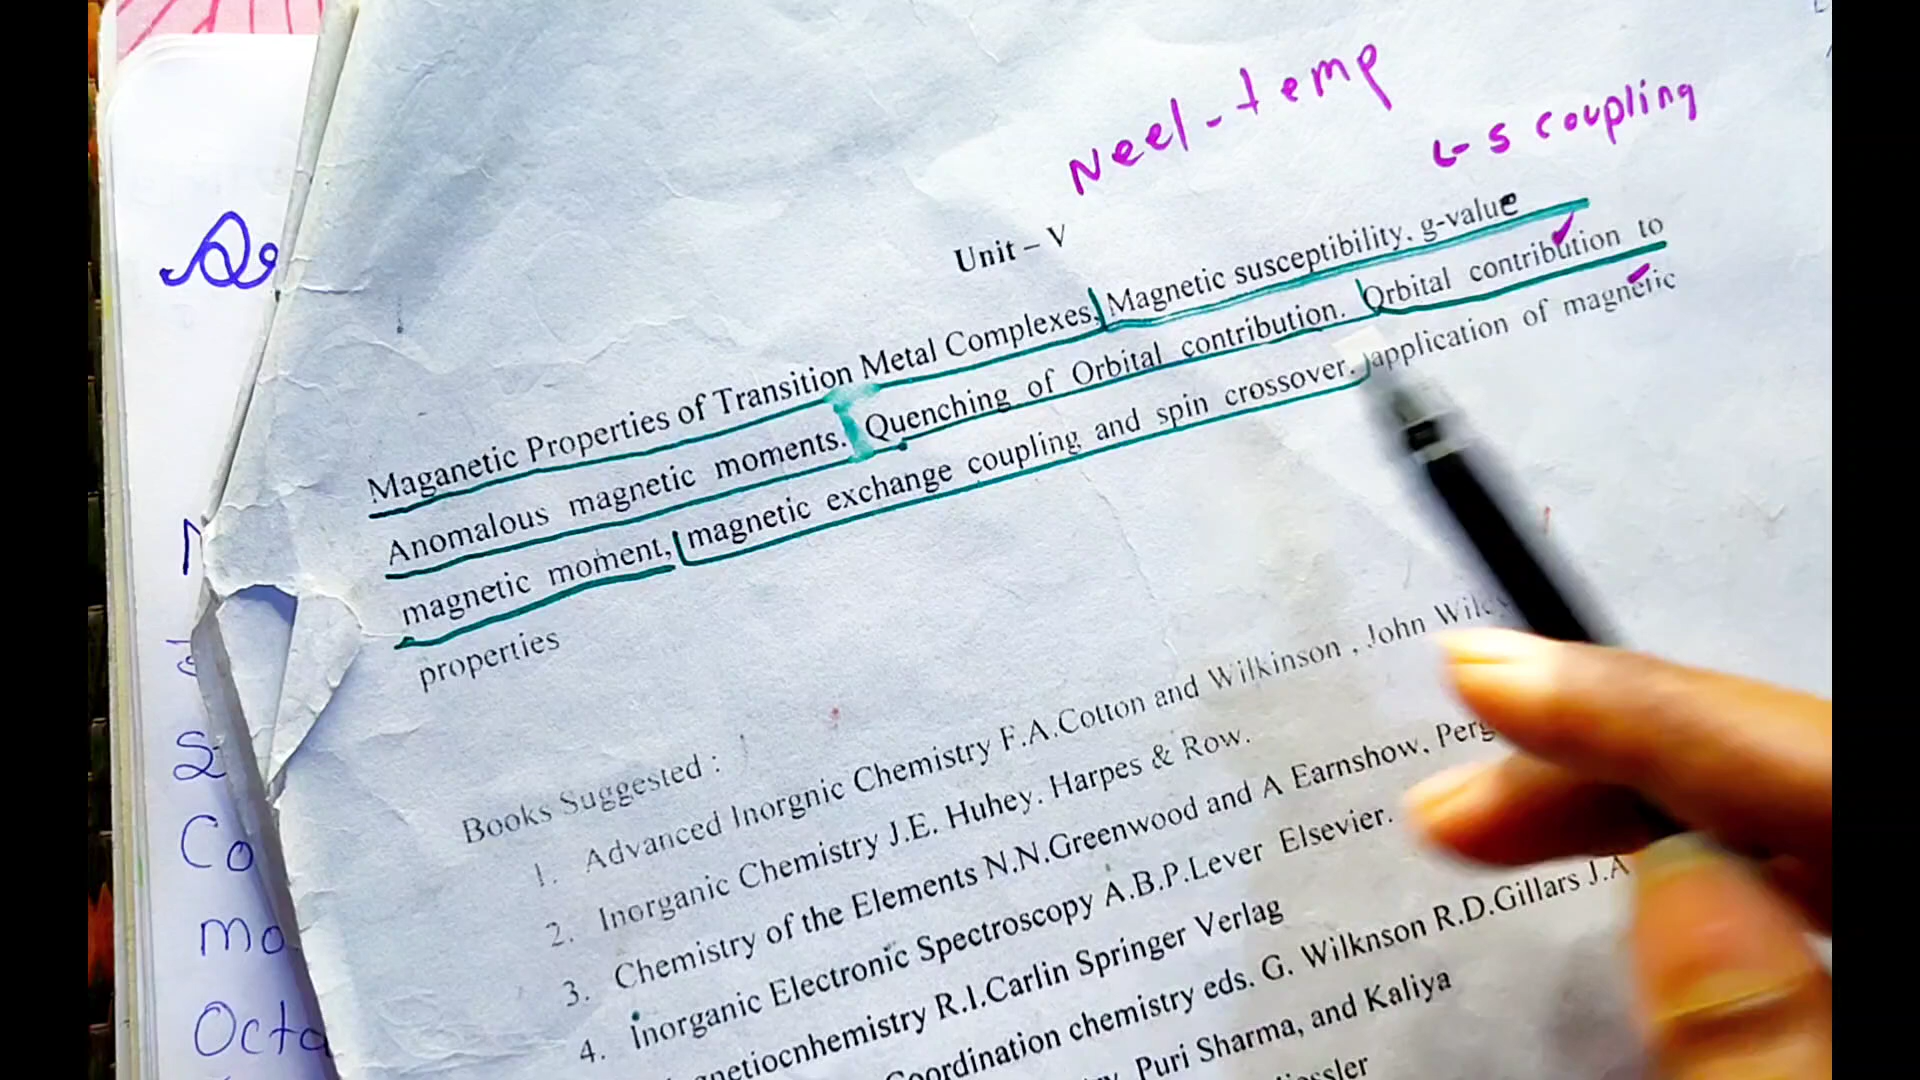 Neel-temp
L-S coupling
Unit – V
Maganetic Properties of Transition Metal Complexes, Magnetic susceptibility. g-value
Anomalous magnetic moments. Quenching of Orbital contribution. Orbital contribution to
magnetic moment, magnetic exchange coupling and spin crossover. application of magnetic
properties
Books Suggested :
1. Advanced Inorgnic Chemistry F.A.Cotton and Wilkinson , John
2. Inorganic Chemistry J.E. Huhey. Harpes & Row.
3. Chemistry of the Elements N.N.Greenwood and A Earnshow,
4. Inorganic Electronic Spectroscopy A.B.P.Lever Elsevier.
R.I.Carlin Springer Verlag
chemistry eds. G. Wilknson R.D.Gillars J.A
Puri Sharma, and Kaliya
Co
mo
Octa